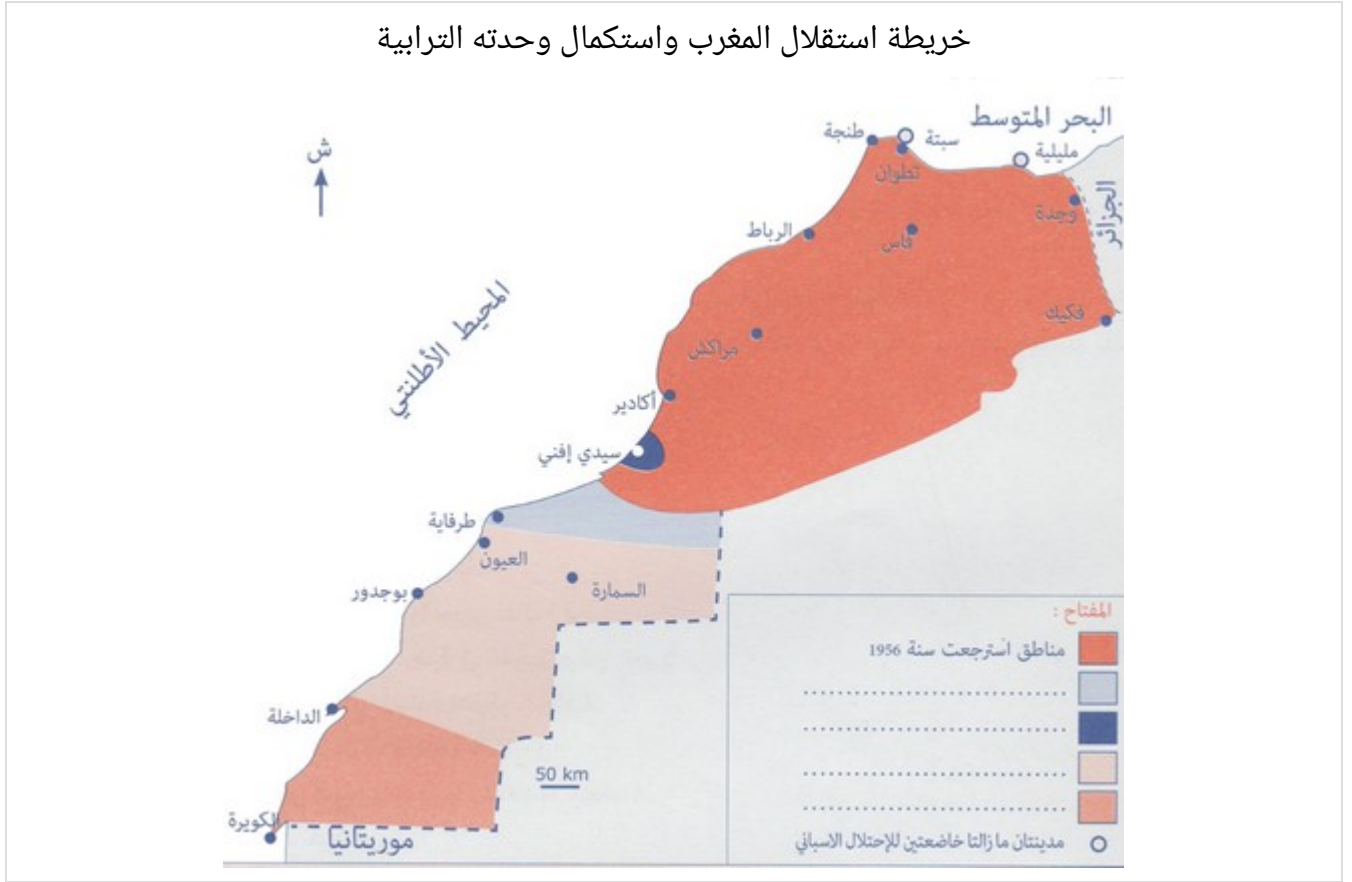 خريطة استقلال المغرب واستكمال وحدته الترابية
البحر المتوسط
ش
طنجة
سبتة
مليلية
تطوان
الجزائر
وجدة
الرباط
فاس
المحيط الأطلنتي
فكيك
مراكش
أكادير
سيدي إفني
طرفاية
العيون
السمارة
بوجدور
الداخلة
50 km
الكويرة
موريتانيا
المفتاح :
مناطق استرجعت سنة 1956
..............................
..............................
..............................
..............................
مدينتان ما زالتا خاضعتين للإحتلال الاسباني